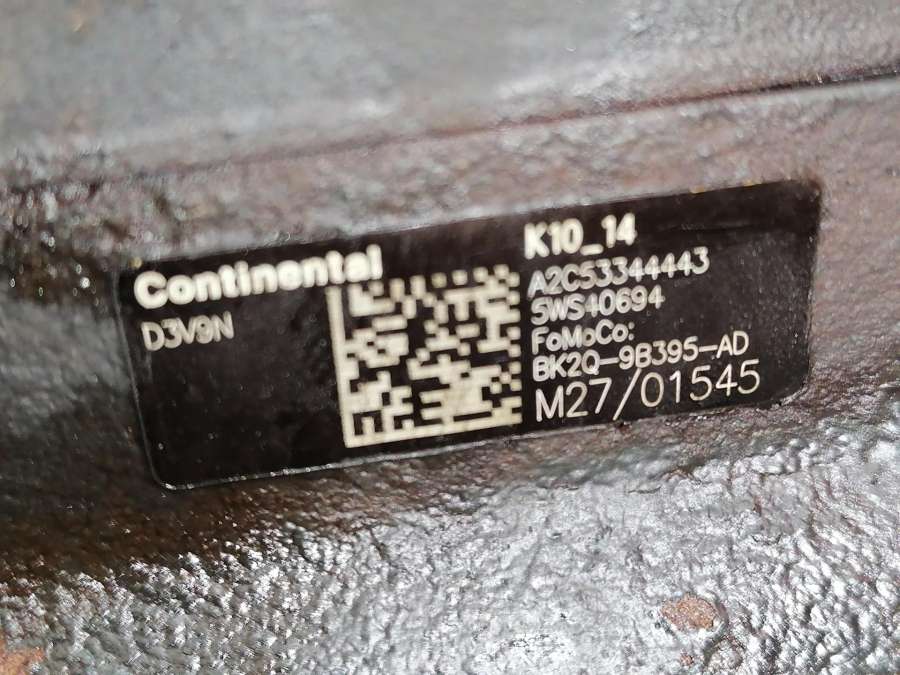 Continental
D3V9N
K10_14
A2C53344443
5WS40694
FoMoCo:
BK2Q-9B395-AD
M27/01545